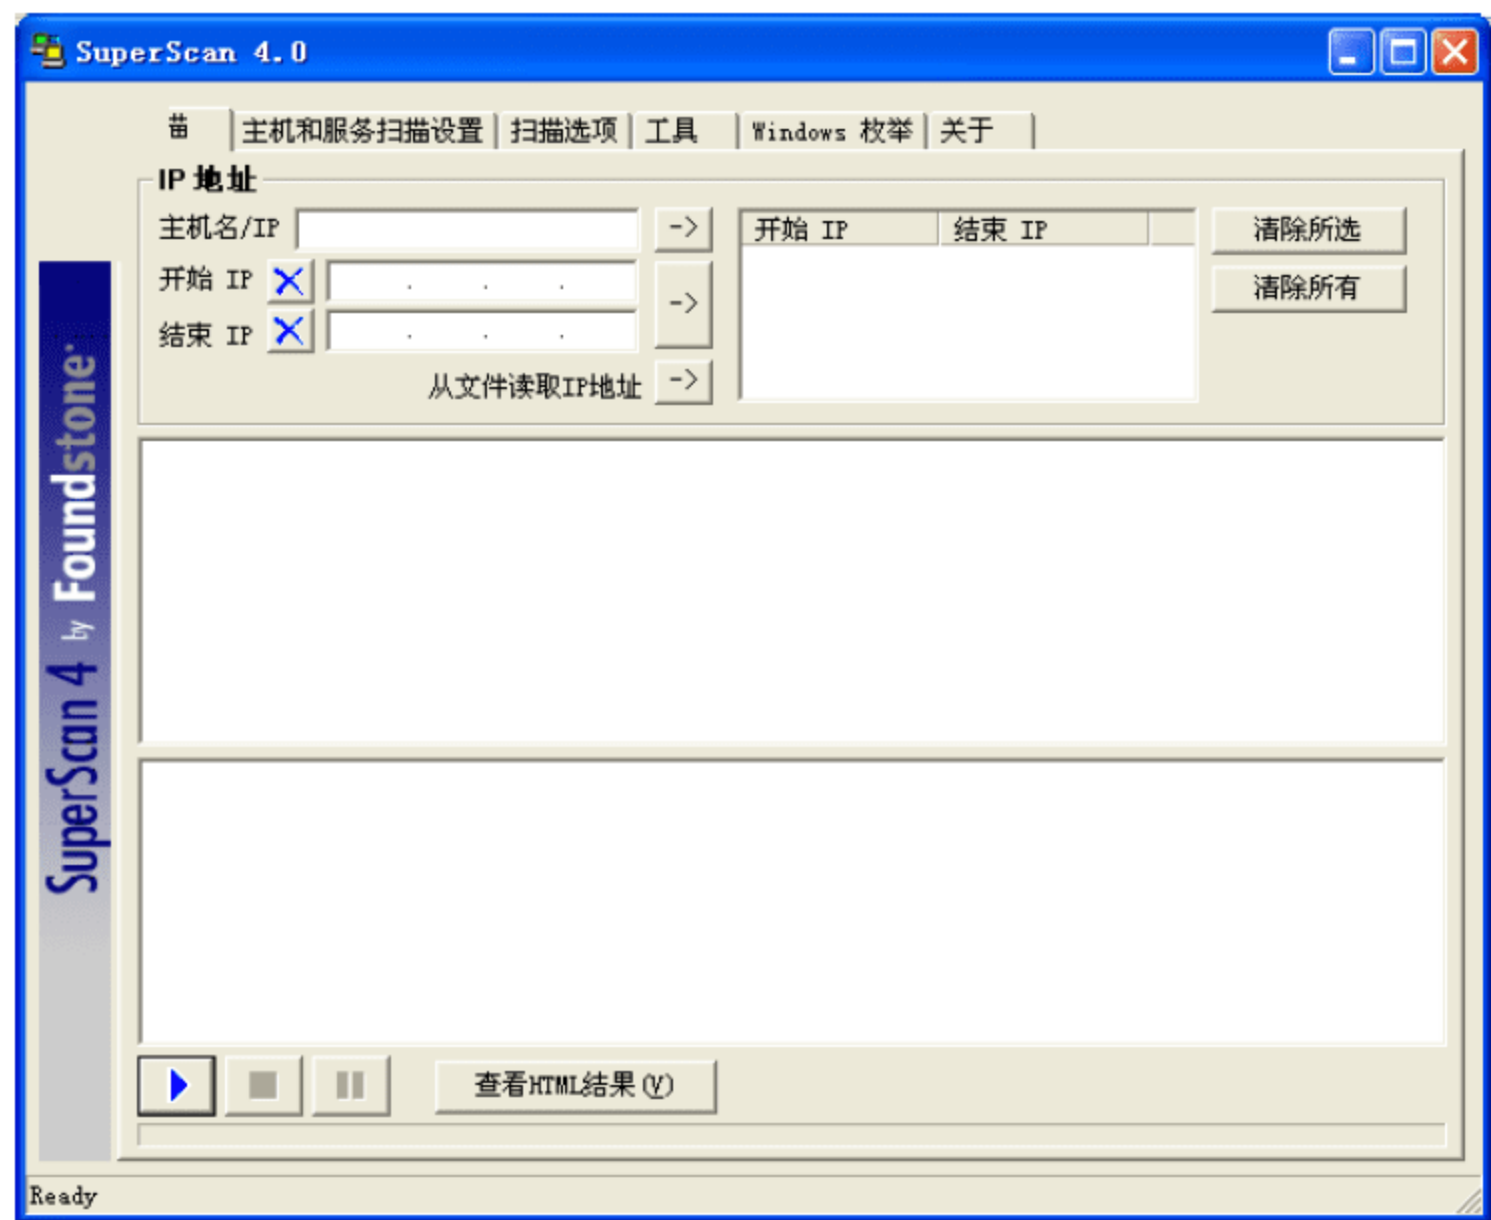 SuperScan 4.0
苗 主机和服务扫描设置 扫描选项 工具 Windows 枚举 关于
IP 地址
主机名/IP -> 开始 IP 结束 IP 清除所选
开始 IP -> 清除所有
结束 IP
从文件读取IP地址 ->
SuperScan 4 by Foundstone
查看HTML结果(V)
Ready